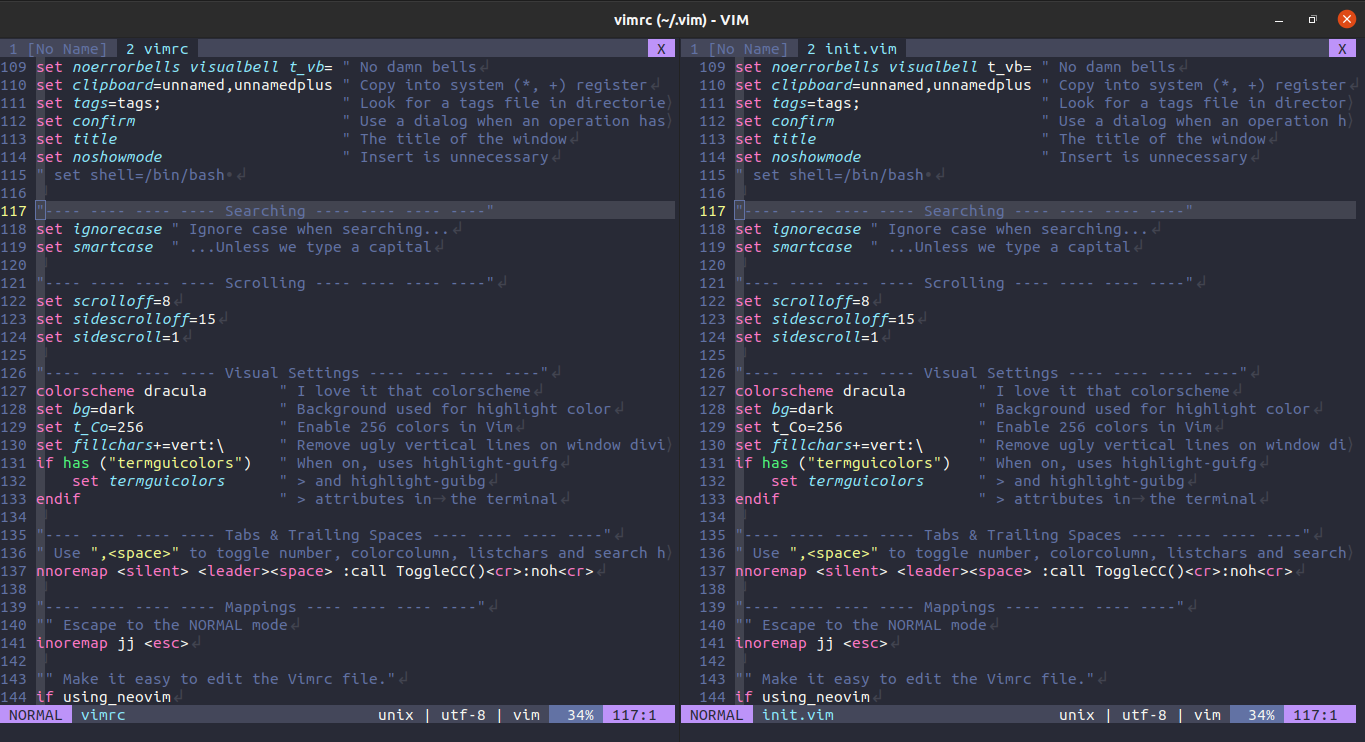 vimrc (~/.vim) - VIM
1 [No Name] 2 vimrc X
109 set noerrorbells visualbell t_vb= " No damn bells
110 set clipboard=unnamed,unnamedplus " Copy into system (*, +) register
111 set tags=tags; " Look for a tags file in directorie)
112 set confirm " Use a dialog when an operation has)
113 set title " The title of the window
114 set noshowmode " Insert is unnecessary
115 " set shell=/bin/bash
116
117 "---- ---- ---- ---- Searching ---- ---- ---- ----"
118 set ignorecase " Ignore case when searching...
119 set smartcase " ...Unless we type a capital
120
121 "---- ---- ---- ---- Scrolling ---- ---- ---- ----"
122 set scrolloff=8
123 set sidescrolloff=15
124 set sidescroll=1
125
126 "---- ---- ---- ---- Visual Settings ---- ---- ---- ----"
127 colorscheme dracula " I love it that colorscheme
128 set bg=dark " Background used for highlight color
129 set t_Co=256 " Enable 256 colors in Vim
130 set fillchars+=vert:\ " Remove ugly vertical lines on window divi)
131 if has ("termguicolors") " When on, uses highlight-guifg
132 set termguicolors " > and highlight-guibg
133 endif " > attributes in→the terminal
134
135 "---- ---- ---- ---- Tabs & Trailing Spaces ---- ---- ---- ----"
136 " Use ",<space>" to toggle number, colorcolumn, listchars and search h)
137 nnoremap <silent> <leader><space> :call ToggleCC()<cr>:noh<cr>
138
139 "---- ---- ---- ---- Mappings ---- ---- ---- ----"
140 "" Escape to the NORMAL mode
141 inoremap jj <esc>
142
143 "" Make it easy to edit the Vimrc file."
144 if using_neovim
NORMAL vimrc unix | utf-8 | vim 34% 117:1
1 [No Name] 2 init.vim X
109 set noerrorbells visualbell t_vb= " No damn bells
110 set clipboard=unnamed,unnamedplus " Copy into system (*, +) register
111 set tags=tags; " Look for a tags file in director)
112 set confirm " Use a dialog when an operation h)
113 set title " The title of the window
114 set noshowmode " Insert is unnecessary
115 " set shell=/bin/bash
116
117 "---- ---- ---- ---- Searching ---- ---- ---- ----"
118 set ignorecase " Ignore case when searching...
119 set smartcase " ...Unless we type a capital
120
121 "---- ---- ---- ---- Scrolling ---- ---- ---- ----"
122 set scrolloff=8
123 set sidescrolloff=15
124 set sidescroll=1
125
126 "---- ---- ---- ---- Visual Settings ---- ---- ---- ----"
127 colorscheme dracula " I love it that colorscheme
128 set bg=dark " Background used for highlight color
129 set t_Co=256 " Enable 256 colors in Vim
130 set fillchars+=vert:\ " Remove ugly vertical lines on window di)
131 if has ("termguicolors") " When on, uses highlight-guifg
132 set termguicolors " > and highlight-guibg
133 endif " > attributes in→the terminal
134
135 "---- ---- ---- ---- Tabs & Trailing Spaces ---- ---- ---- ----"
136 " Use ",<space>" to toggle number, colorcolumn, listchars and search)
137 nnoremap <silent> <leader><space> :call ToggleCC()<cr>:noh<cr>
138
139 "---- ---- ---- ---- Mappings ---- ---- ---- ----"
140 "" Escape to the NORMAL mode
141 inoremap jj <esc>
142
143 "" Make it easy to edit the Vimrc file."
144 if using_neovim
NORMAL init.vim unix | utf-8 | vim 34% 117:1